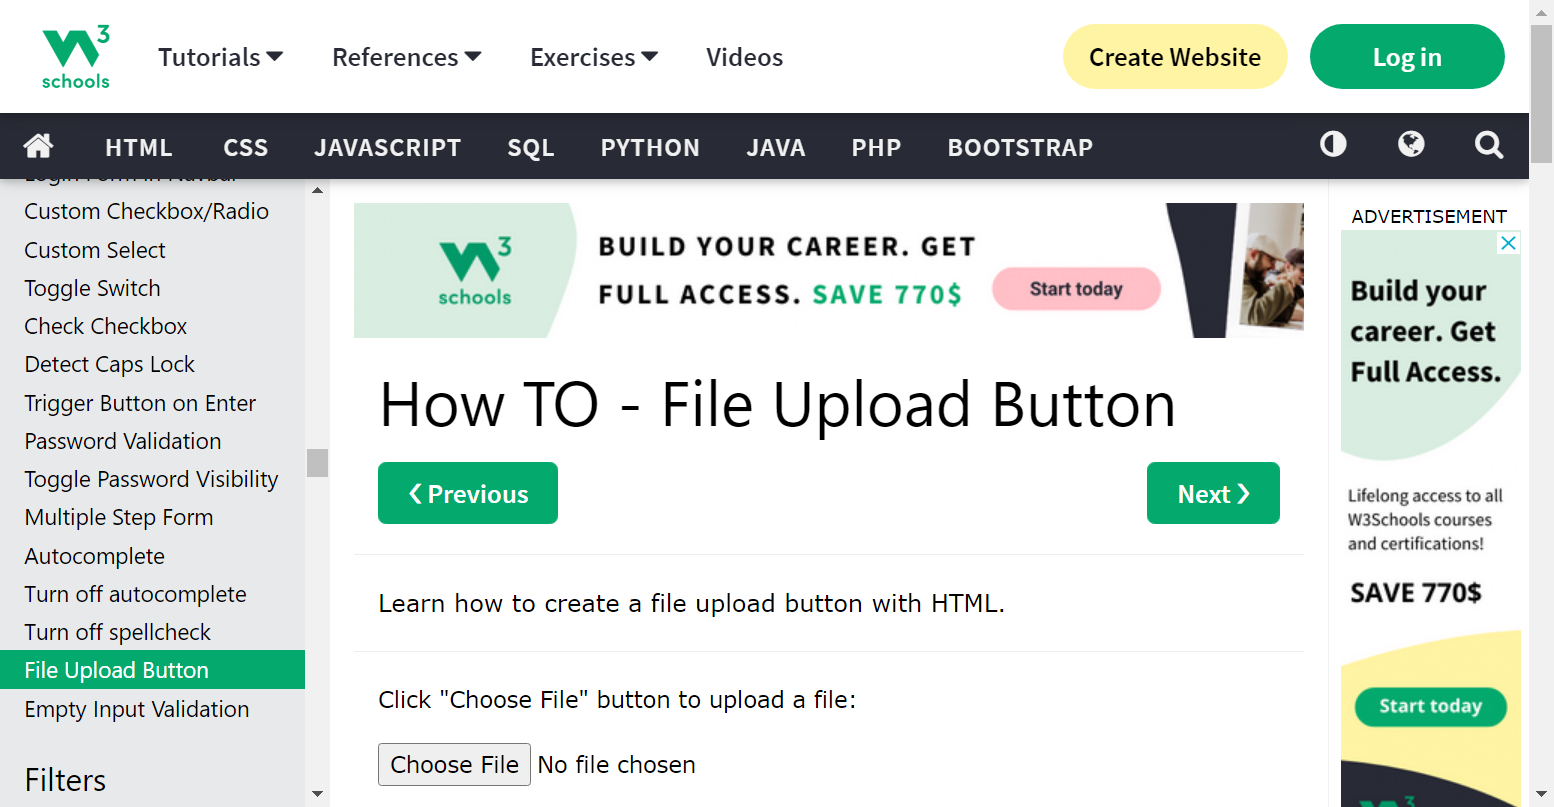 3
schools
Tutorials
References
Exercises
Videos
Create Website
Log in
HTML
CSS
JAVASCRIPT
SQL
PYTHON
JAVA
PHP
BOOTSTRAP
Login Form in Navbar
Custom Checkbox/Radio
Custom Select
Toggle Switch
Check Checkbox
Detect Caps Lock
Trigger Button on Enter
Password Validation
Toggle Password Visibility
Multiple Step Form
Autocomplete
Turn off autocomplete
Turn off spellcheck
File Upload Button
Empty Input Validation
Filters
W3
schools
BUILD YOUR CAREER. GET
FULL ACCESS. SAVE 770$
Start today
How TO - File Upload Button
❮ Previous
Next ❯
Learn how to create a file upload button with HTML.
Click "Choose File" button to upload a file:
Choose File No file chosen
ADVERTISEMENT
Build your
career. Get
Full Access.
Lifelong access to all
W3Schools courses
and certifications!
SAVE 770$
Start today
W3